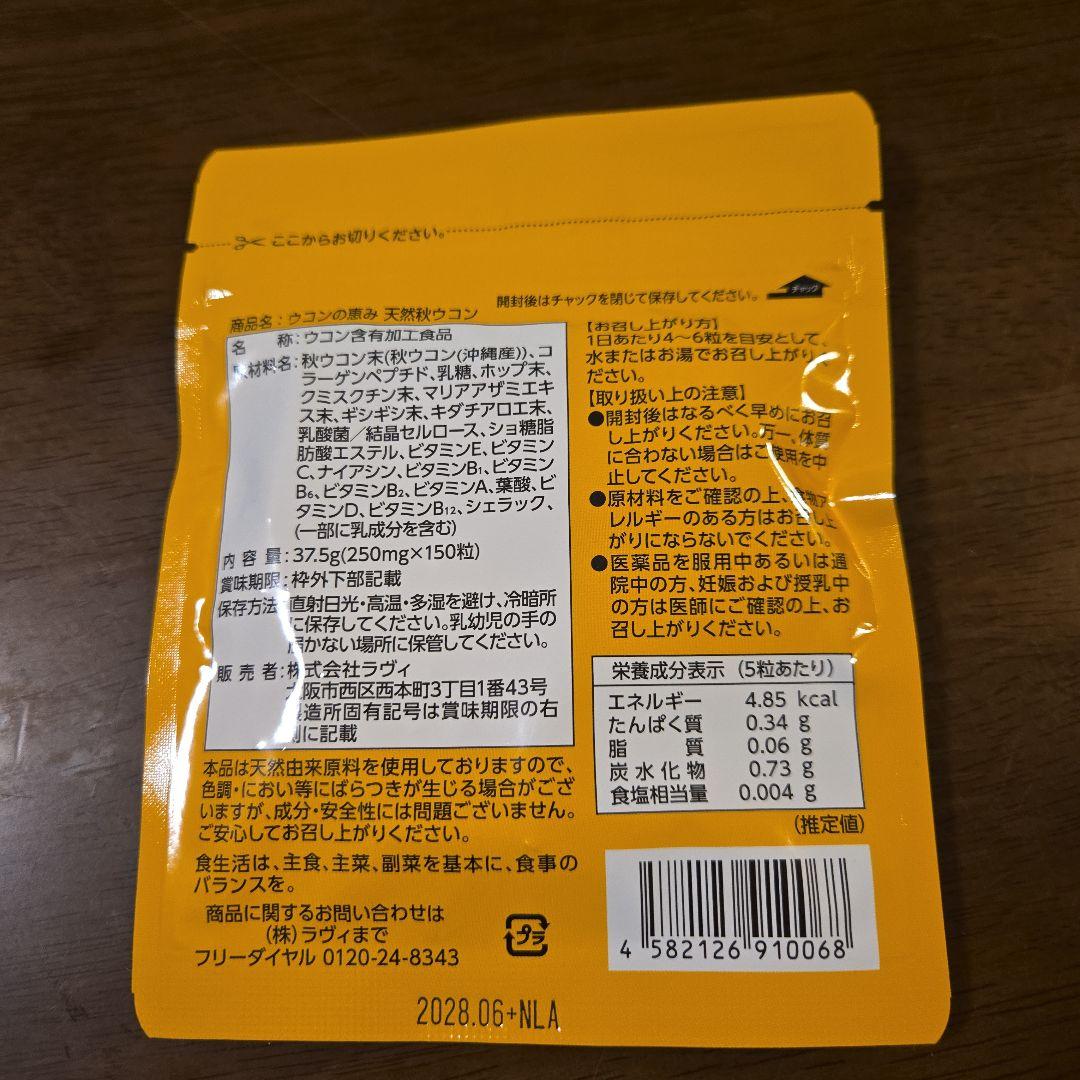 ここからお切りください。
開封後はチャックを閉じて保存してください。
チャック
商品名：ウコンの恵み 天然秋ウコン
名　　称：ウコン含有加工食品
原材料名：秋ウコン末(秋ウコン(沖縄産))、コ
ラーゲンペプチド、乳糖、ホップ末、
クミスクチン末、マリアアザミエキ
ス末、ギシギシ末、キダチアロエ末、
乳酸菌／結晶セルロース、ショ糖脂
肪酸エステル、ビタミンE、ビタミン
C、ナイアシン、ビタミンB₁、ビタミン
B₆、ビタミンB₂、ビタミンA、葉酸、ビ
タミンD、ビタミンB₁₂、シェラック、
(一部に乳成分を含む)
内 容 量：37.5g(250mg×150粒)
賞味期限：枠外下部記載
保存方法：直射日光・高温・多湿を避け、冷暗所
に保存してください。乳幼児の手の
届かない場所に保管してください。
販 売 者：株式会社ラヴィ
大阪市西区西本町3丁目1番43号
製造所固有記号は賞味期限の右
側に記載
本品は天然由来原料を使用しておりますので、
色調・におい等にばらつきが生じる場合がござ
いますが、成分・安全性には問題ございません。
ご安心してお召し上がりください。
食生活は、主食、主菜、副菜を基本に、食事の
バランスを。
商品に関するお問い合わせは
(株)ラヴィまで
フリーダイヤル 0120-24-8343
プラ
【お召し上がり方】
1日あたり4～6粒を目安として、
水またはお湯でお召し上がりく
ださい。
【取り扱い上の注意】
●開封後はなるべく早めにお召
し上がりください。万一、体質
に合わない場合はご使用を中
止してください。
●原材料をご確認の上、食物ア
レルギーのある方はお召し上
がりにならないでください。
●医薬品を服用中あるいは通
院中の方、妊娠および授乳中
の方は医師にご確認の上、お
召し上がりください。
栄養成分表示（5粒あたり）
エネルギー 4.85 kcal
たんぱく質 0.34 g
脂　　質 0.06 g
炭水化物 0.73 g
食塩相当量 0.004 g
(推定値)
4 582126 910068
2028.06+NLA